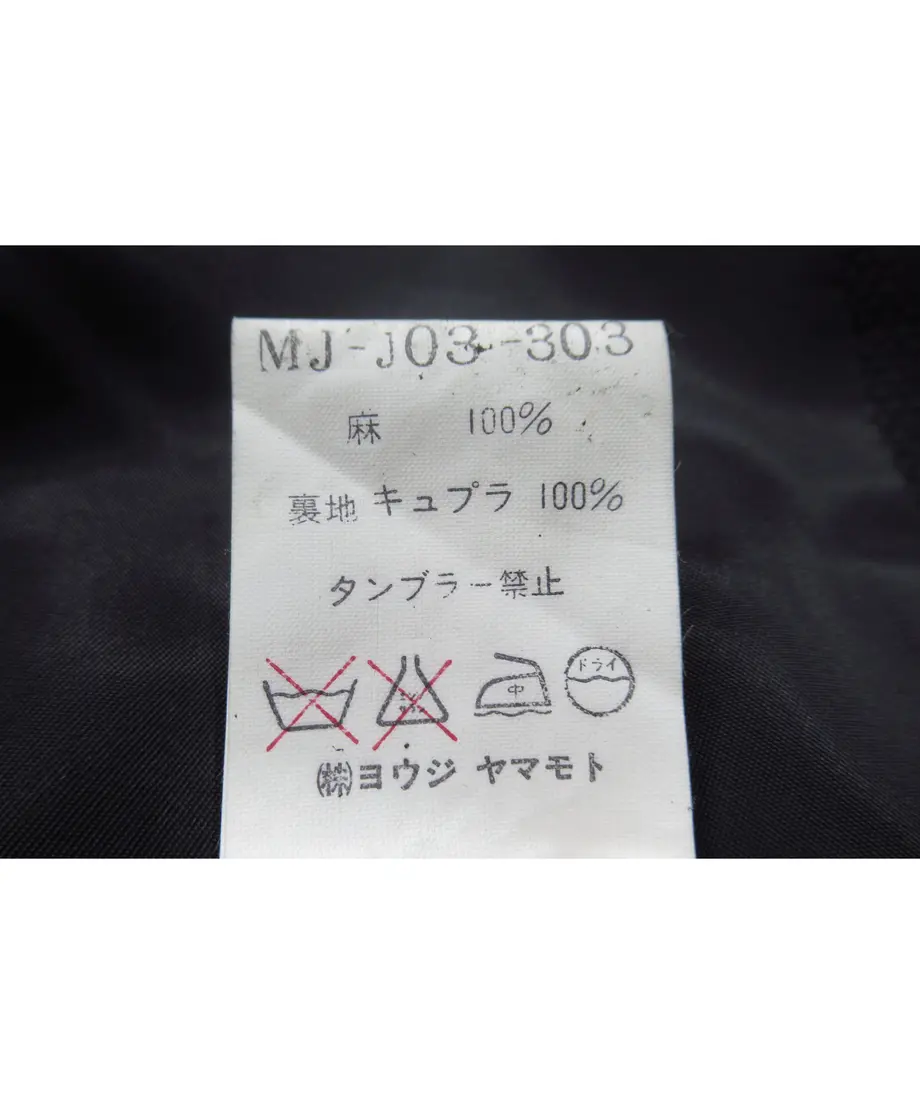 MJ-J03-303
麻 100%
裏地 キュプラ 100%
タンブラー禁止
中 ドライ
㈱ヨウジ ヤマモト